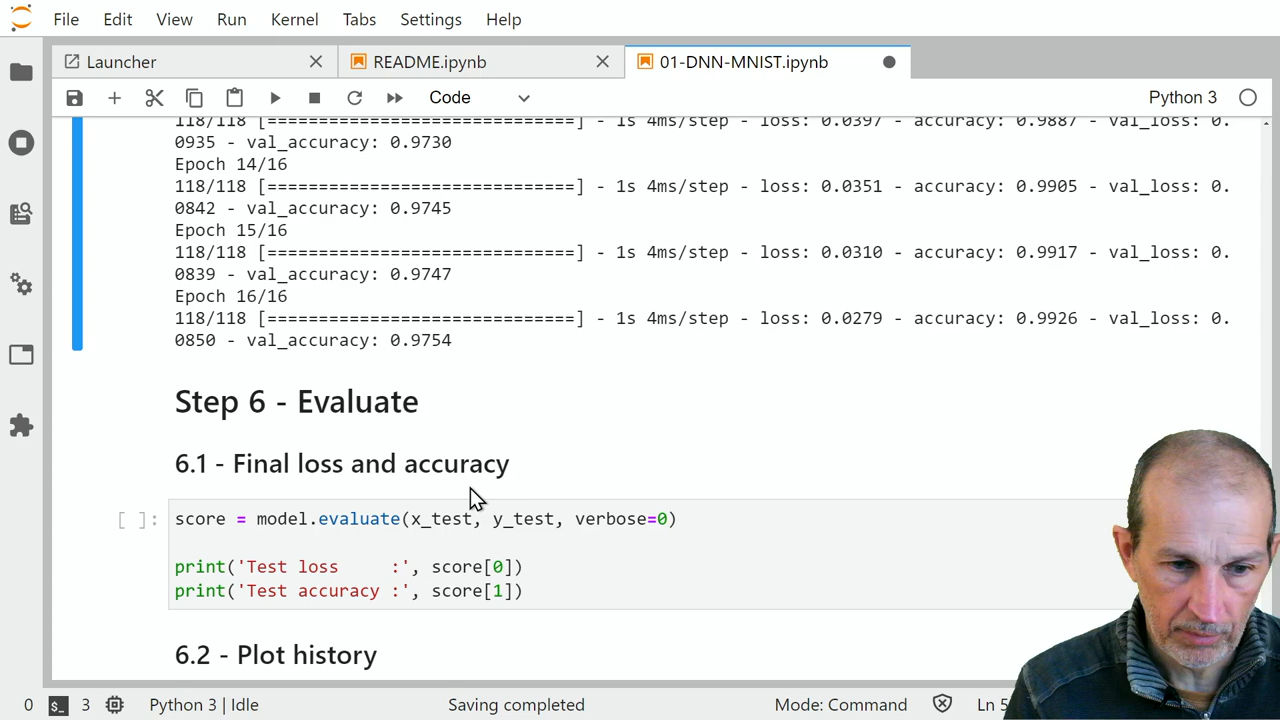 File Edit View Run Kernel Tabs Settings Help
Launcher README.ipynb 01-DNN-MNIST.ipynb
Code Python 3
118/118 [==============================] - 1s 4ms/step - loss: 0.0397 - accuracy: 0.9887 - val_loss: 0.
0935 - val_accuracy: 0.9730
Epoch 14/16
118/118 [==============================] - 1s 4ms/step - loss: 0.0351 - accuracy: 0.9905 - val_loss: 0.
0842 - val_accuracy: 0.9745
Epoch 15/16
118/118 [==============================] - 1s 4ms/step - loss: 0.0310 - accuracy: 0.9917 - val_loss: 0.
0839 - val_accuracy: 0.9747
Epoch 16/16
118/118 [==============================] - 1s 4ms/step - loss: 0.0279 - accuracy: 0.9926 - val_loss: 0.
0850 - val_accuracy: 0.9754
Step 6 - Evaluate
6.1 - Final loss and accuracy
[ ]: score = model.evaluate(x_test, y_test, verbose=0)
print('Test loss     :', score[0])
print('Test accuracy :', score[1])
6.2 - Plot history
0 $_ 3 Python 3 | Idle Saving completed Mode: Command Ln 5